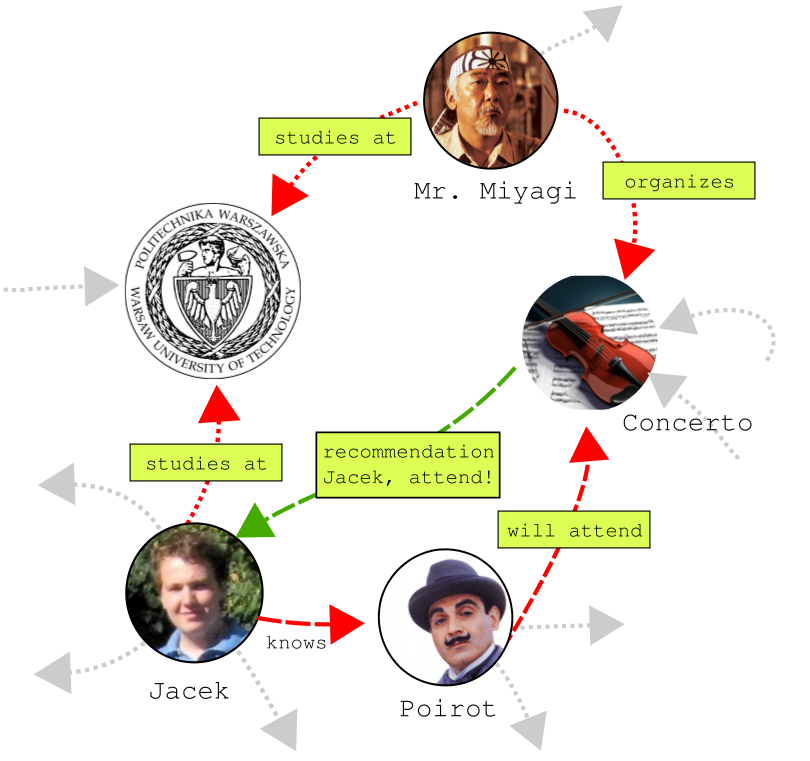 studies at
Mr. Miyagi
organizes
POLITECHNIKA WARSZAWSKA
WARSAW UNIVERSITY OF TECHNOLOGY
Concerto
recommendation
Jacek, attend!
studies at
will attend
knows
Jacek
Poirot